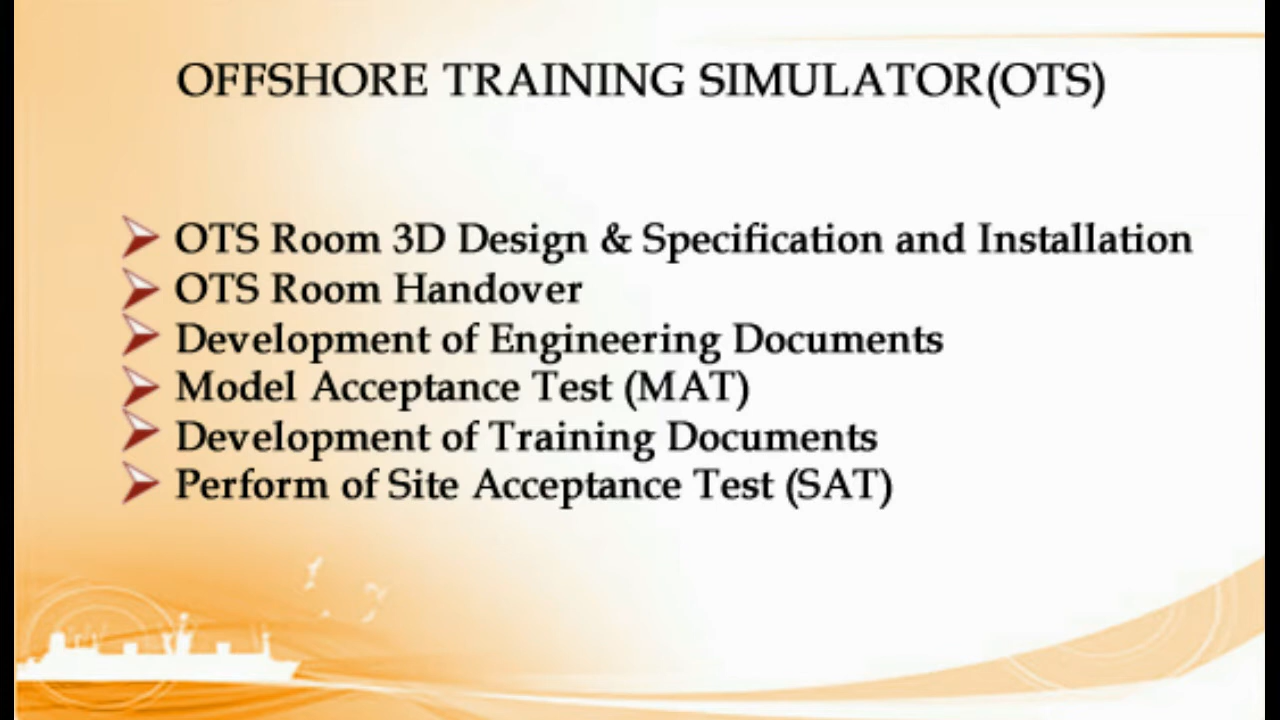 OFFSHORE TRAINING SIMULATOR(OTS)
OTS Room 3D Design & Specification and Installation
OTS Room Handover
Development of Engineering Documents
Model Acceptance Test (MAT)
Development of Training Documents
Perform of Site Acceptance Test (SAT)